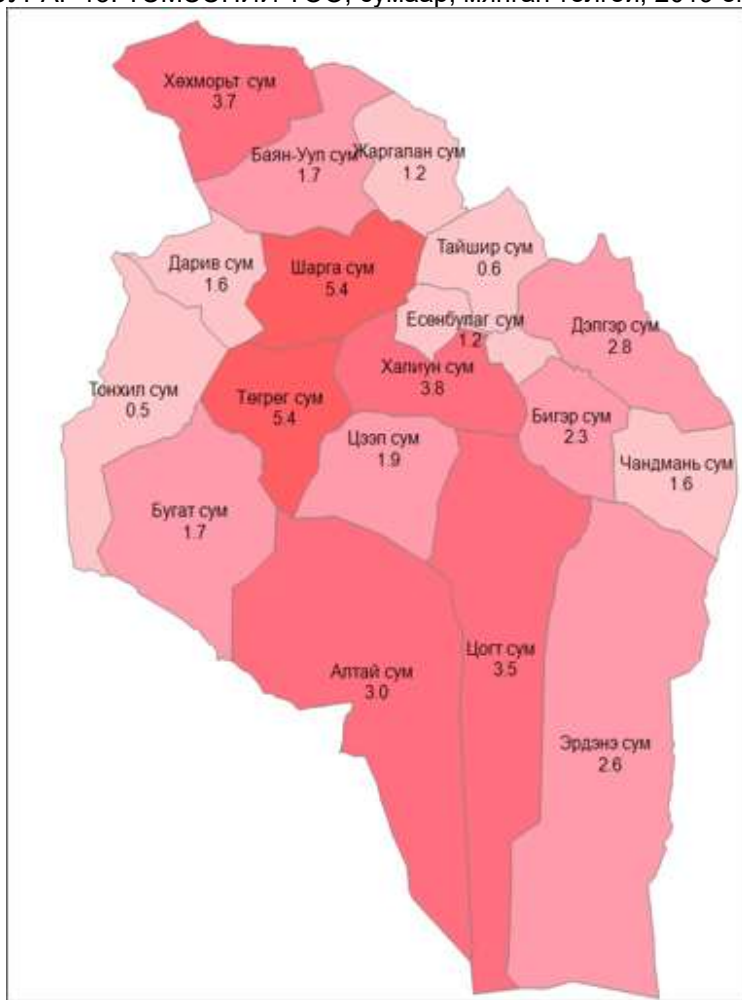 Хөхморьт сум
3.7
Баян-Уул сум
1.7
Жаргалан сум
1.2
Тайшир сум
0.6
Дарив сум
1.6
Шарга сум
5.4
Есөнбулаг сум
1.2
Дэлгэр сум
2.8
Халиун сум
3.8
Тонхил сум
0.5
Төгрөг сум
5.4
Бигэр сум
2.3
Цээл сум
1.9
Чандмань сум
1.6
Бугат сум
1.7
Цогт сум
3.5
Алтай сум
3.0
Эрдэнэ сум
2.6